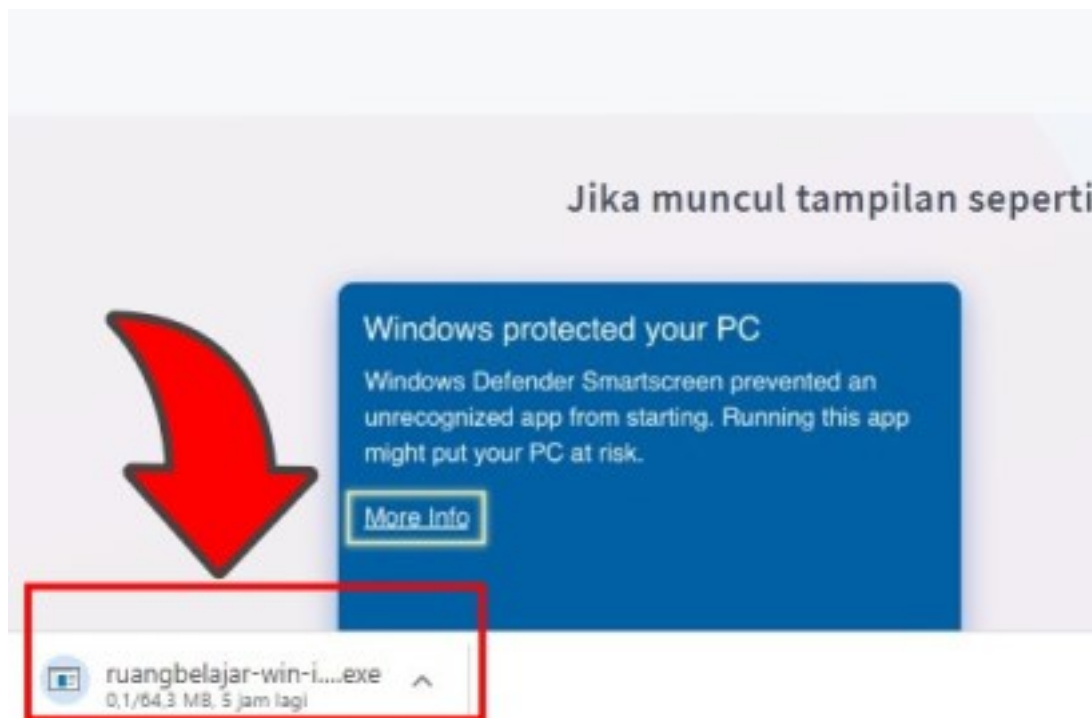 Jika muncul tampilan seperti
Windows protected your PC
Windows Defender Smartscreen prevented an
unrecognized app from starting. Running this app
might put your PC at risk.
More Info
ruangbelajar-win-i....exe
0,1/64,3 MB, 5 jam lagi